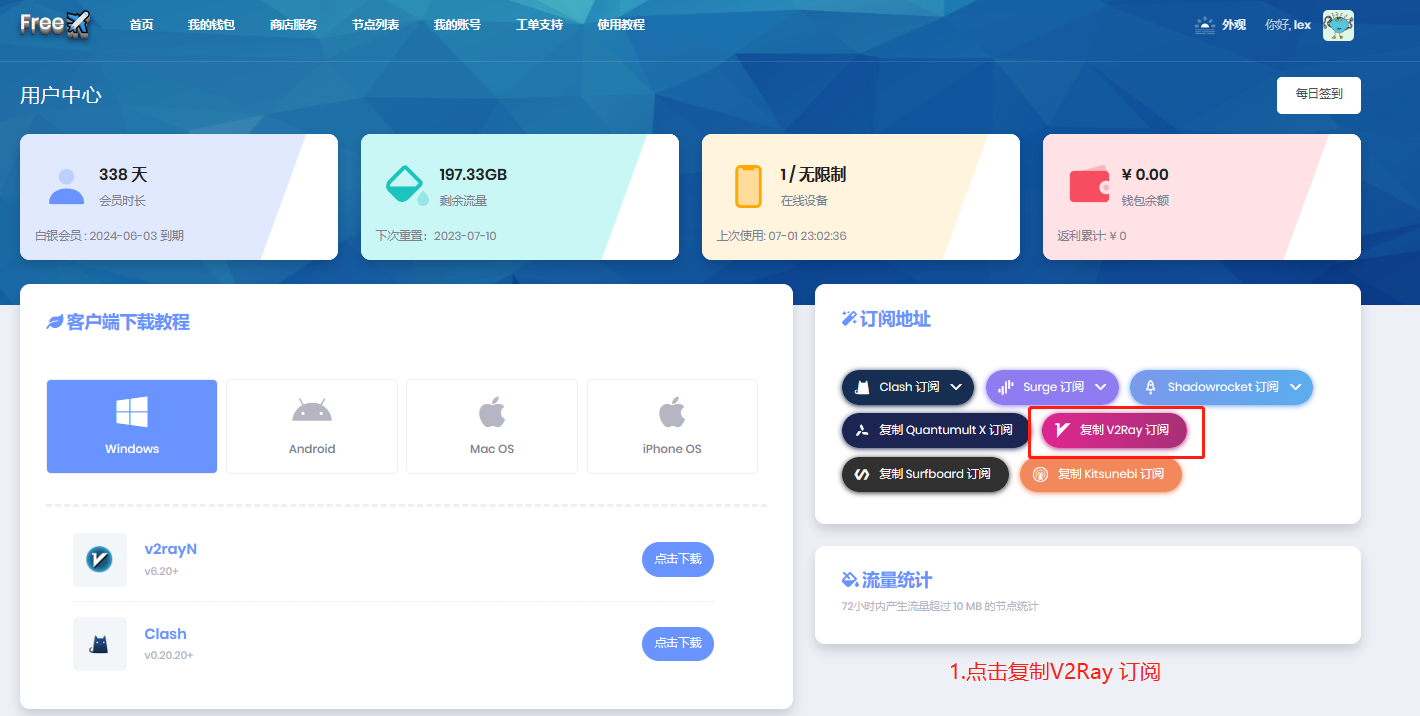 Free
首页 我的钱包 商店服务 节点列表 我的账号 工单支持 使用教程
外观 你好, lex
用户中心
每日签到
338 天
会员时长
白银会员 : 2024-06-03 到期
197.33GB
剩余流量
下次重置：2023-07-10
1 / 无限制
在线设备
上次使用: 07-01 23:02:36
¥ 0.00
钱包余额
返利累计: ¥ 0
客户端下载教程
Windows
Android
Mac OS
iPhone OS
v2rayN
v6.20+
点击下载
Clash
v0.20.20+
点击下载
订阅地址
Clash 订阅
Surge 订阅
Shadowrocket 订阅
复制 Quantumult X 订阅
复制 V2Ray 订阅
复制 Surfboard 订阅
复制 Kitsunebi 订阅
流量统计
72小时内产生流量超过 10 MB 的节点统计
1.点击复制V2Ray 订阅